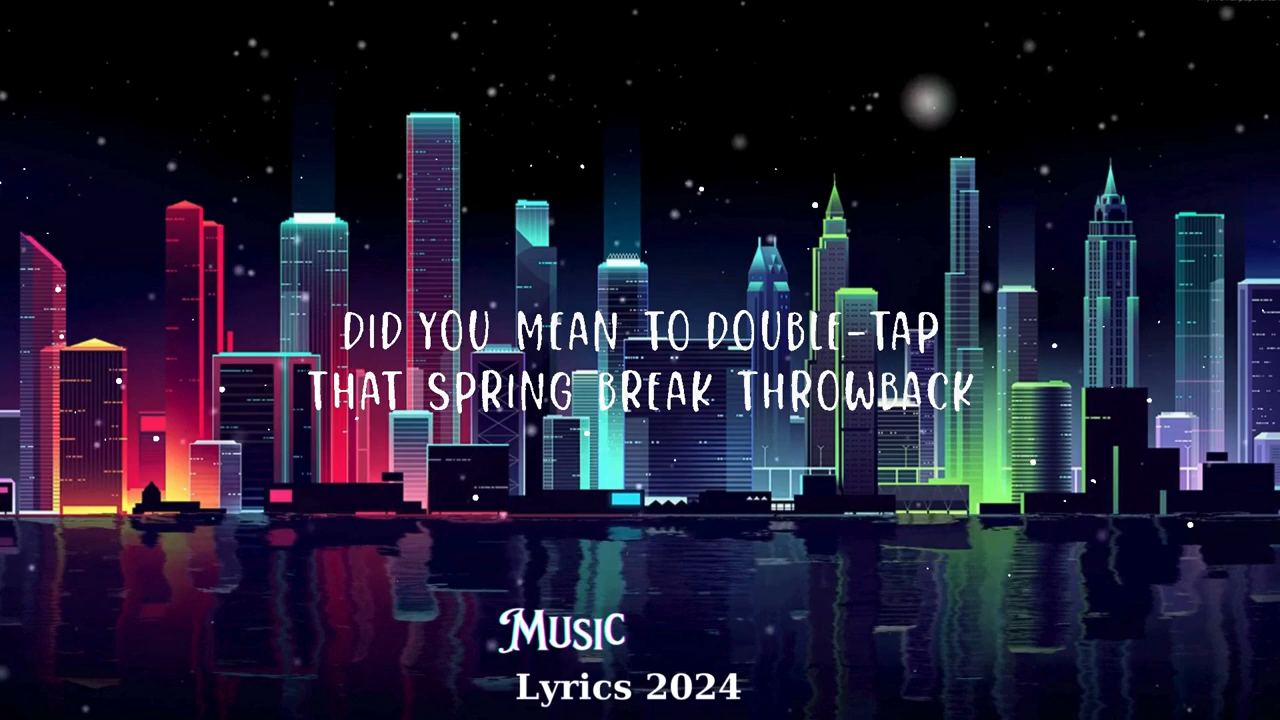 DID YOU MEAN TO DOUBLE-TAP
THAT SPRING BREAK THROWBACK
MUSIC
Lyrics 2024